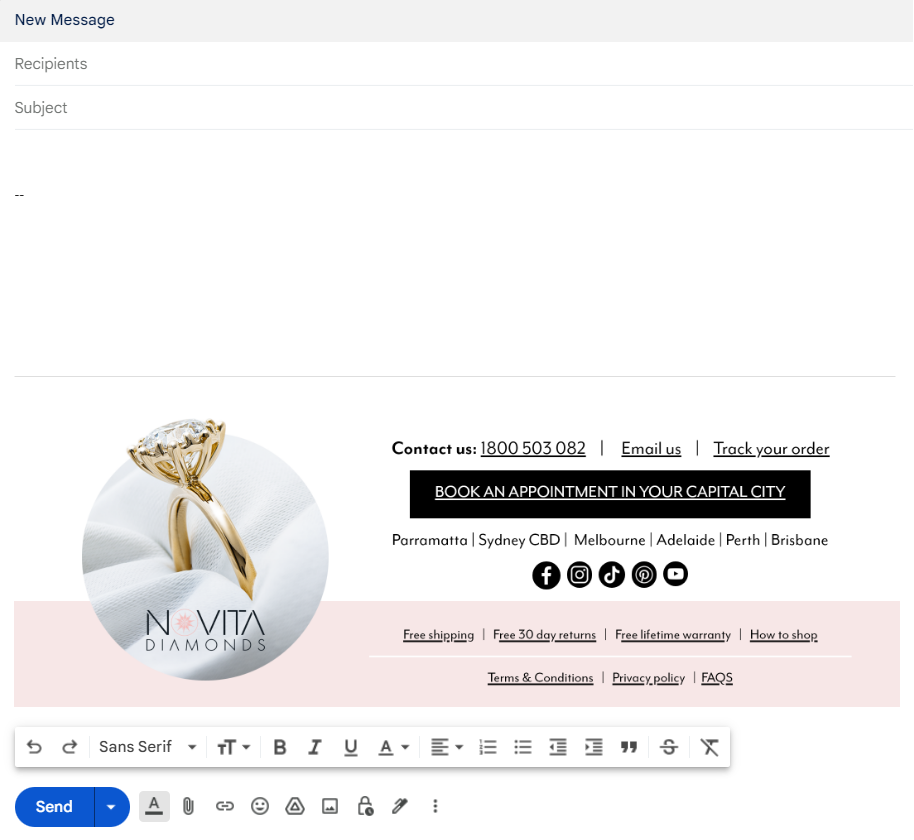 New Message
Recipients
Subject
--
Contact us: 1800 503 082 | Email us | Track your order
BOOK AN APPOINTMENT IN YOUR CAPITAL CITY
Parramatta | Sydney CBD | Melbourne | Adelaide | Perth | Brisbane
NOVITA
DIAMONDS
Free shipping | Free 30 day returns | Free lifetime warranty | How to shop
Terms & Conditions | Privacy policy | FAQS
Sans Serif
Send